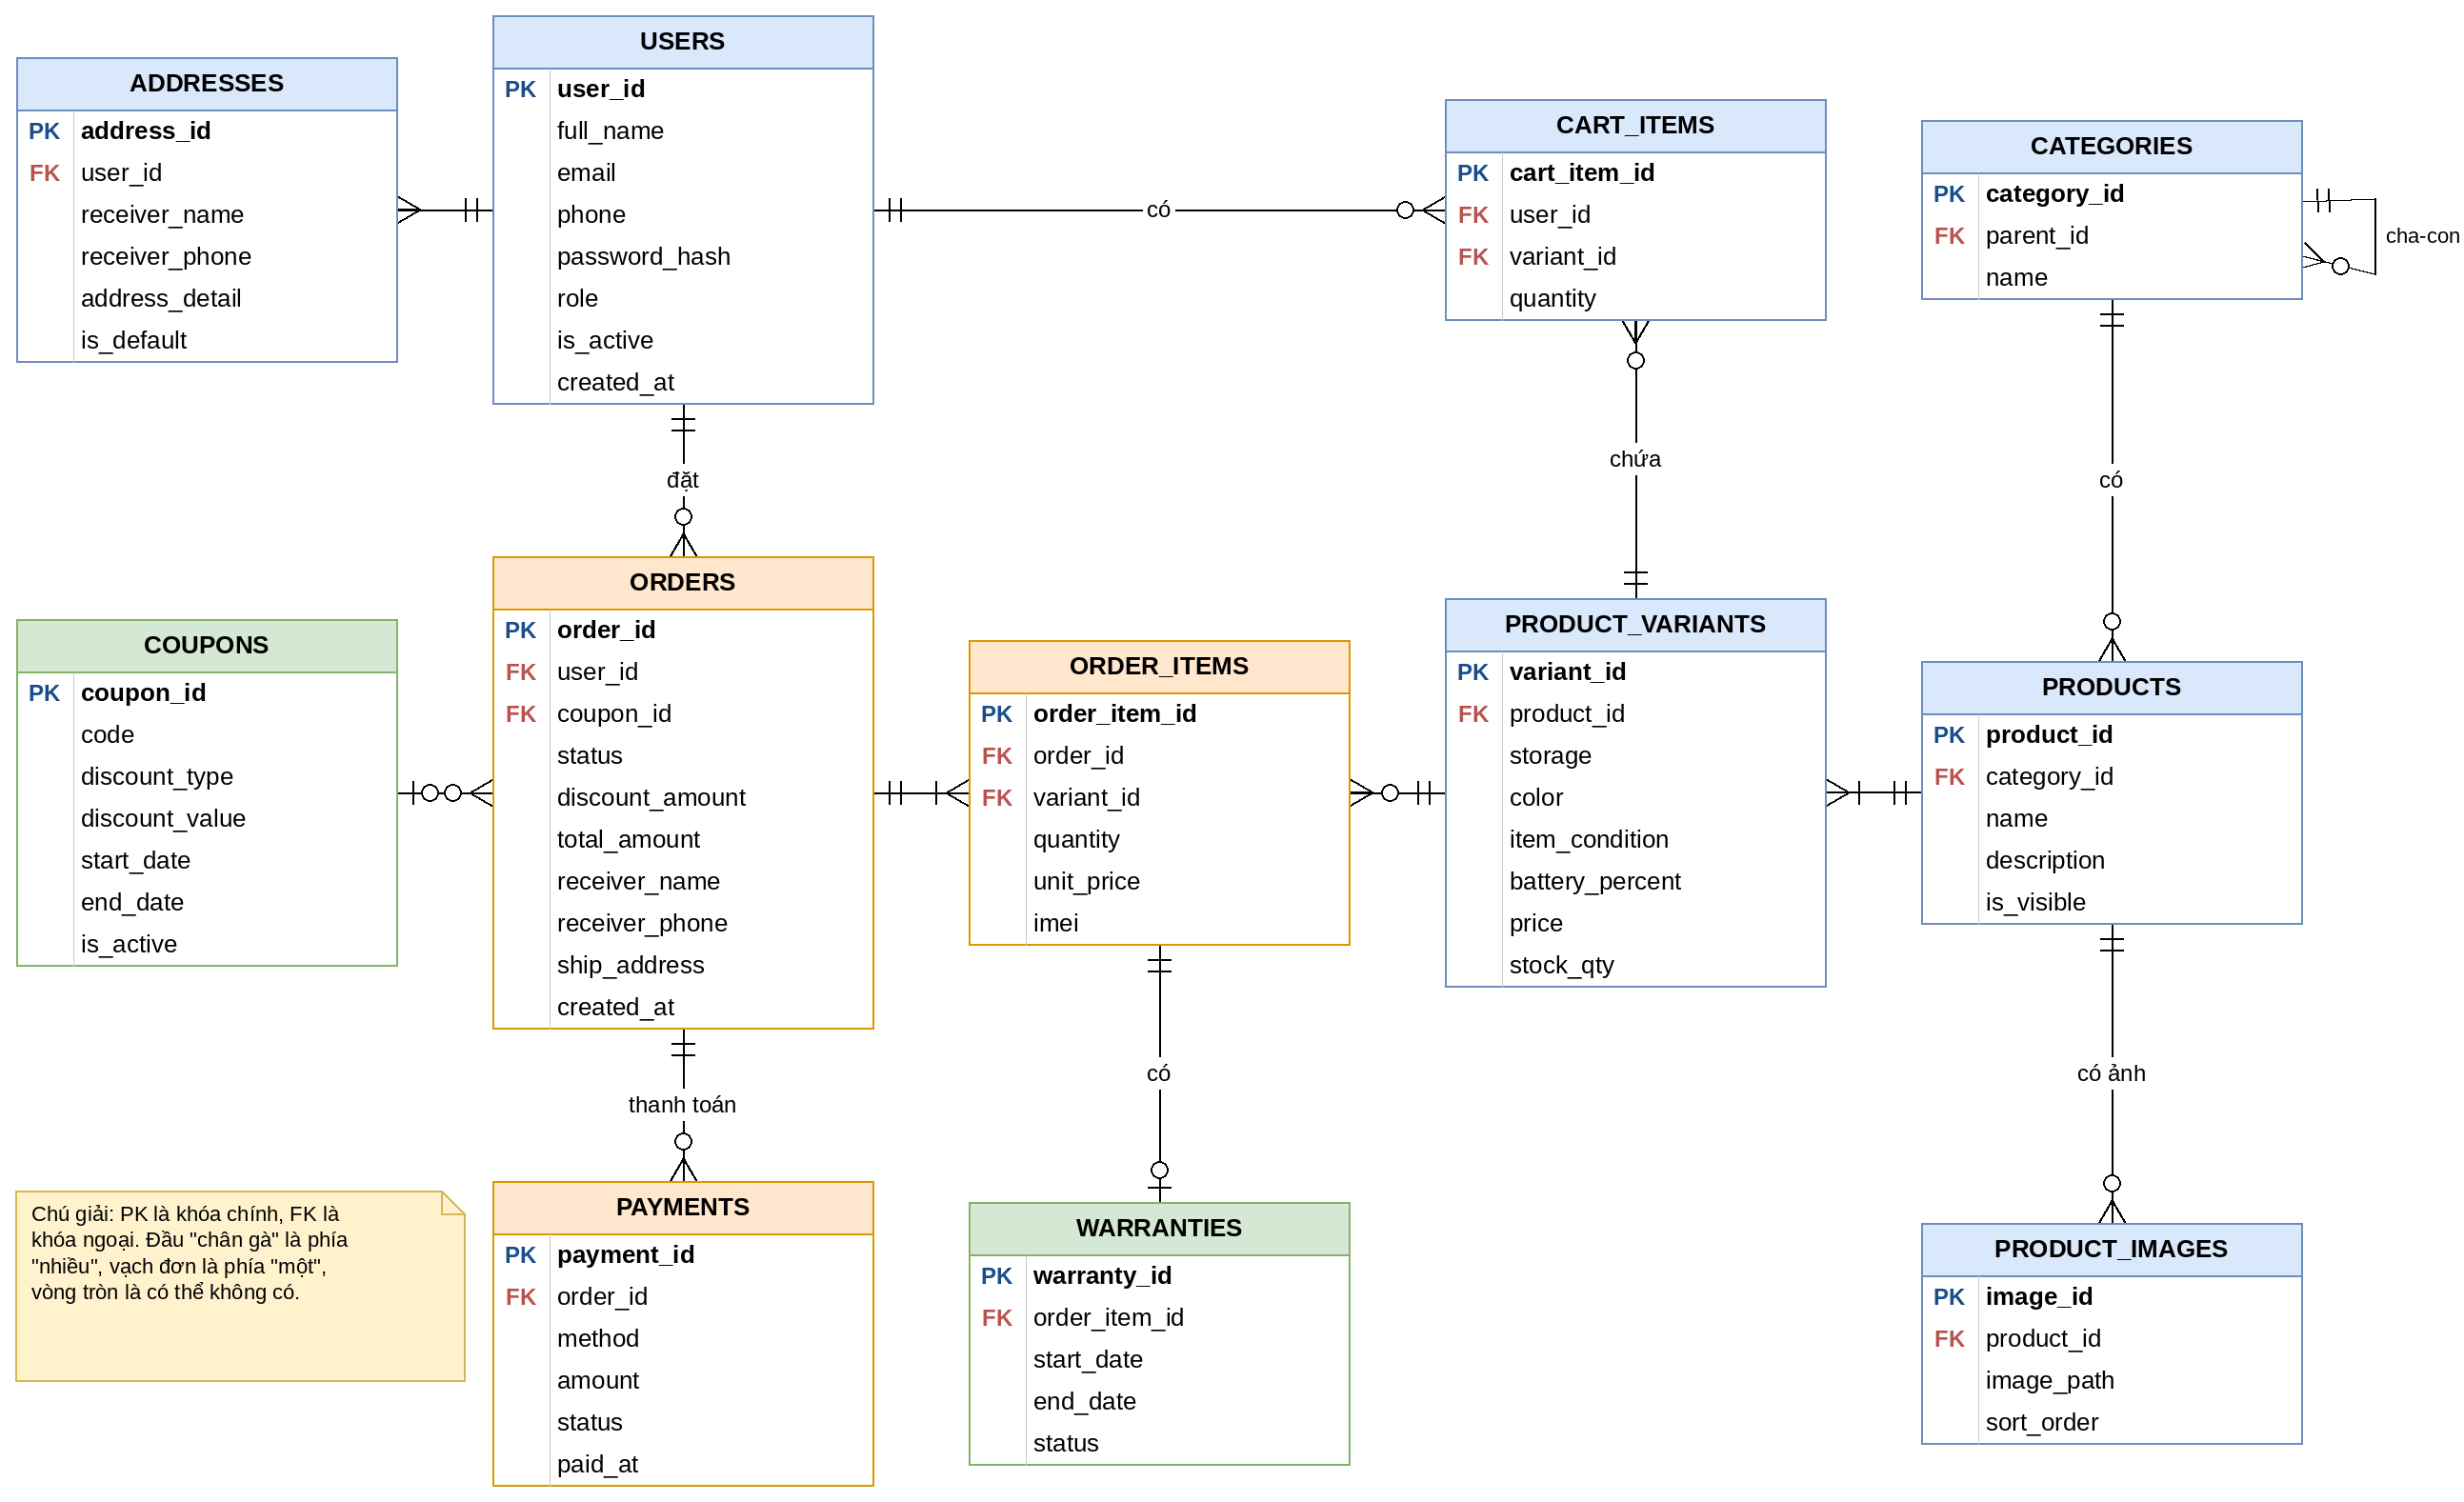 USERS
PK user_id
full_name
email
phone
password_hash
role
is_active
created_at
ADDRESSES
PK address_id
FK user_id
receiver_name
receiver_phone
address_detail
is_default
có
CART_ITEMS
PK cart_item_id
FK user_id
FK variant_id
quantity
CATEGORIES
PK category_id
FK parent_id
name
cha-con
đặt
chứa
có
ORDERS
PK order_id
FK user_id
FK coupon_id
status
discount_amount
total_amount
receiver_name
receiver_phone
ship_address
created_at
COUPONS
PK coupon_id
code
discount_type
discount_value
start_date
end_date
is_active
ORDER_ITEMS
PK order_item_id
FK order_id
FK variant_id
quantity
unit_price
imei
PRODUCT_VARIANTS
PK variant_id
FK product_id
storage
color
item_condition
battery_percent
price
stock_qty
PRODUCTS
PK product_id
FK category_id
name
description
is_visible
thanh toán
có
có ảnh
Chú giải: PK là khóa chính, FK là
khóa ngoại. Đầu "chân gà" là phía
"nhiều", vạch đơn là phía "một",
vòng tròn là có thể không có.
PAYMENTS
PK payment_id
FK order_id
method
amount
status
paid_at
WARRANTIES
PK warranty_id
FK order_item_id
start_date
end_date
status
PRODUCT_IMAGES
PK image_id
FK product_id
image_path
sort_order